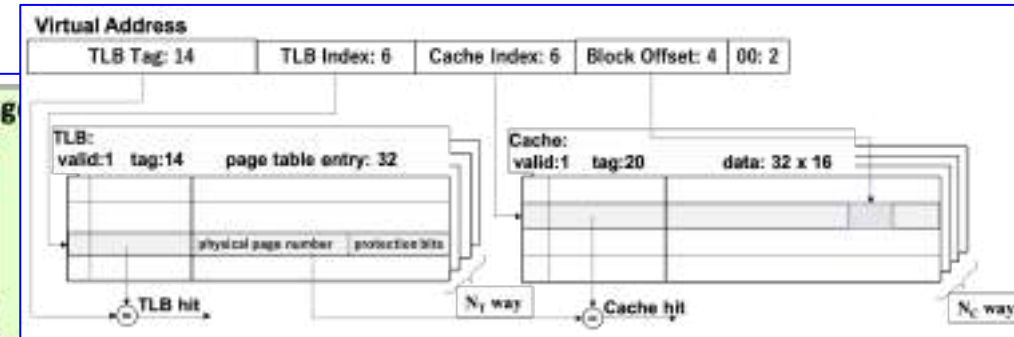 Virtual Address
TLB Tag: 14 TLB Index: 6 Cache Index: 6 Block Offset: 4 00: 2
TLB:
valid:1 tag:14 page table entry: 32
Cache:
valid:1 tag:20 data: 32 x 16
physical page number protection bits
TLB hit
N_T way
Cache hit
N_C way